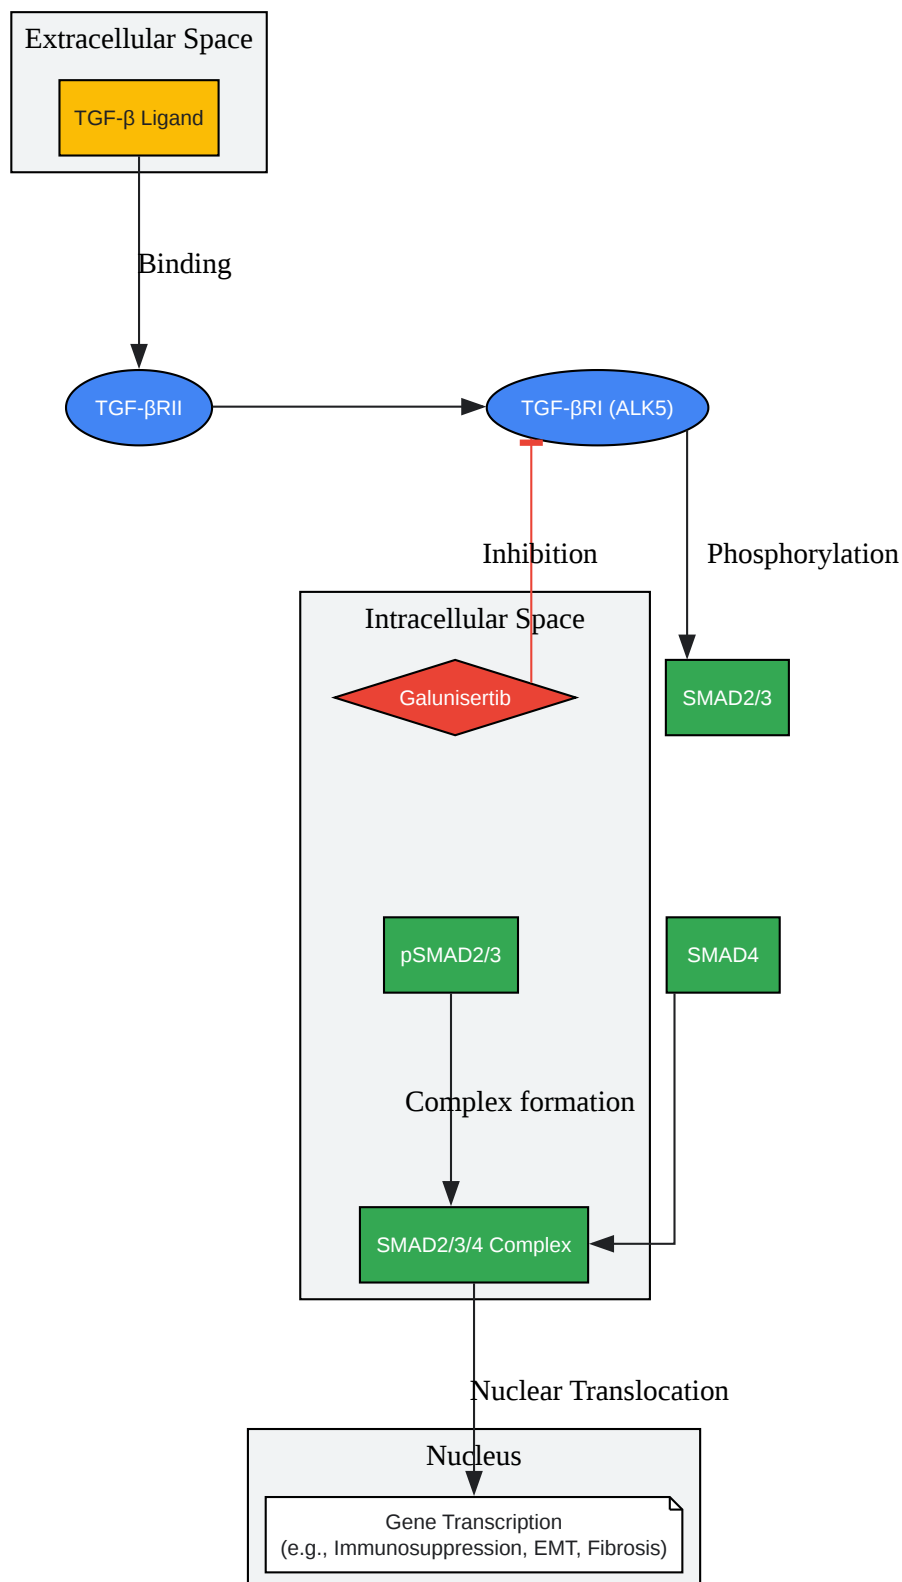 Extracellular Space
TGF-β Ligand
Binding
TGF-βRII
TGF-βRI (ALK5)
Inhibition
Phosphorylation
Intracellular Space
Galunisertib
SMAD2/3
pSMAD2/3
SMAD4
Complex formation
SMAD2/3/4 Complex
Nuclear Translocation
Nucleus
Gene Transcription
(e.g., Immunosuppression, EMT, Fibrosis)